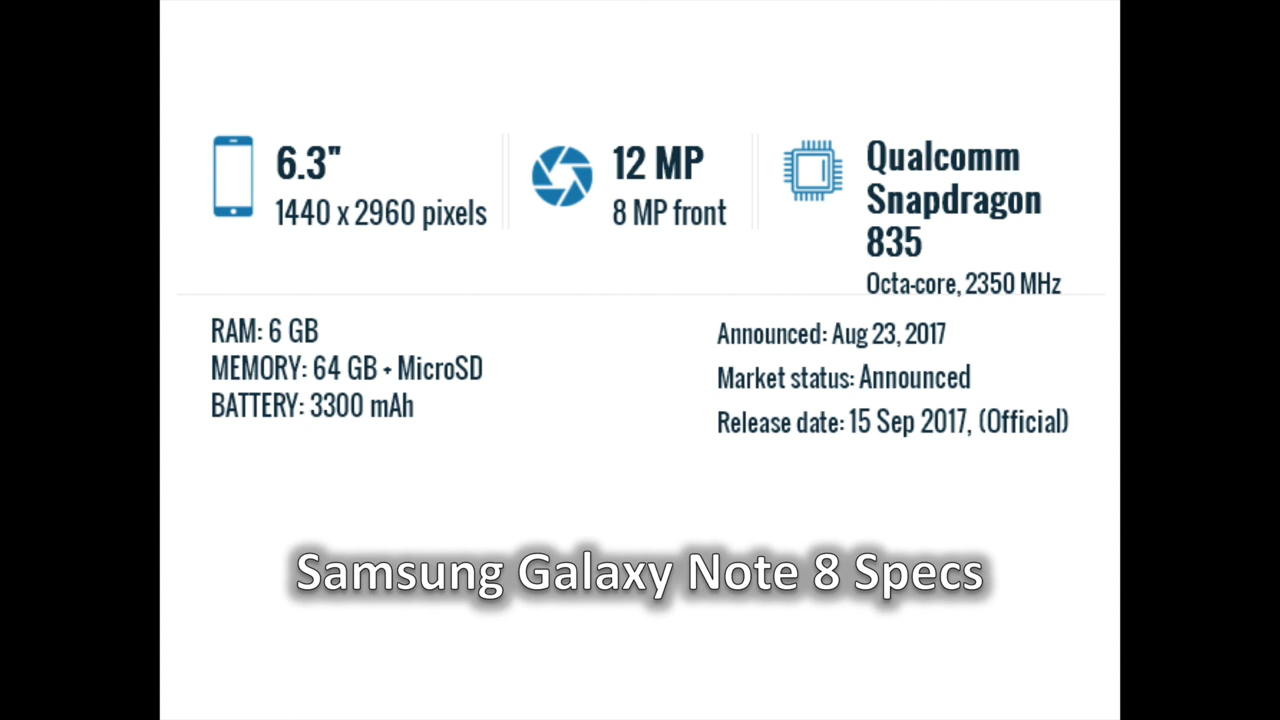 6.3"
1440 x 2960 pixels
12 MP
8 MP front
Qualcomm
Snapdragon
835
Octa-core, 2350 MHz
RAM: 6 GB
MEMORY: 64 GB + MicroSD
BATTERY: 3300 mAh
Announced: Aug 23, 2017
Market status: Announced
Release date: 15 Sep 2017, (Official)
Samsung Galaxy Note 8 Specs